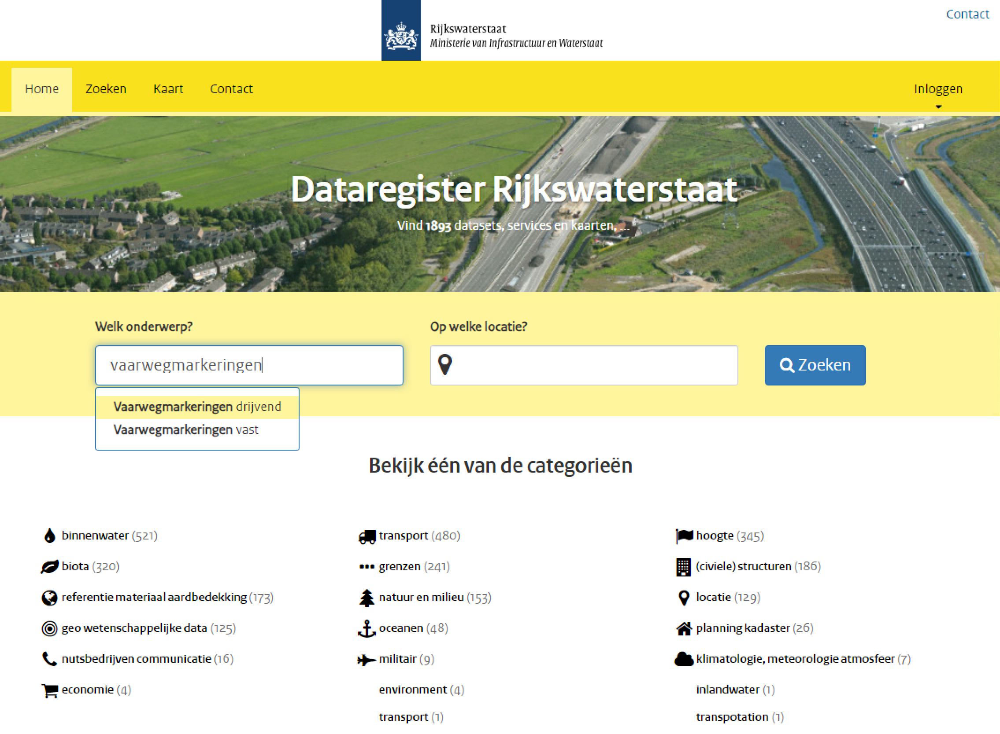 Contact
Rijkswaterstaat
Ministerie van Infrastructuur en Waterstaat
Home Zoeken Kaart Contact Inloggen
Dataregister Rijkswaterstaat
Vind 1893 datasets, services en kaarten, ...
Welk onderwerp? Op welke locatie?
vaarwegmarkeringen Zoeken
Vaarwegmarkeringen drijvend
Vaarwegmarkeringen vast
Bekijk één van de categorieën
binnenwater (521) transport (480) hoogte (345)
biota (320) grenzen (241) (civiele) structuren (186)
referentie materiaal aardbedekking (173) natuur en milieu (153) locatie (129)
geo wetenschappelijke data (125) oceanen (48) planning kadaster (26)
nutsbedrijven communicatie (16) militair (9) klimatologie, meteorologie atmosfeer (7)
economie (4) environment (4) inlandwater (1)
transport (1) transpotation (1)